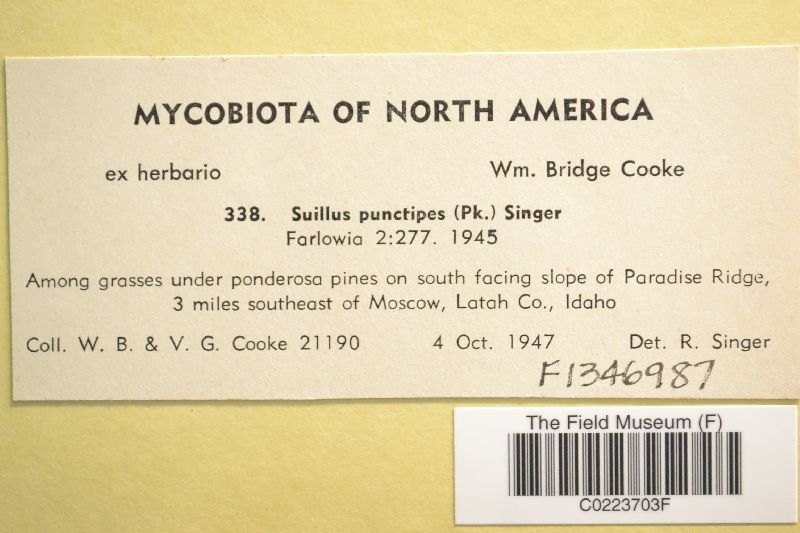 MYCOBIOTA OF NORTH AMERICA
ex herbario Wm. Bridge Cooke
338. Suillus punctipes (Pk.) Singer
Farlowia 2:277. 1945
Among grasses under ponderosa pines on south facing slope of Paradise Ridge,
3 miles southeast of Moscow, Latah Co., Idaho
Coll. W. B. & V. G. Cooke 21190 4 Oct. 1947 Det. R. Singer
F1346987
The Field Museum (F)
C0223703F